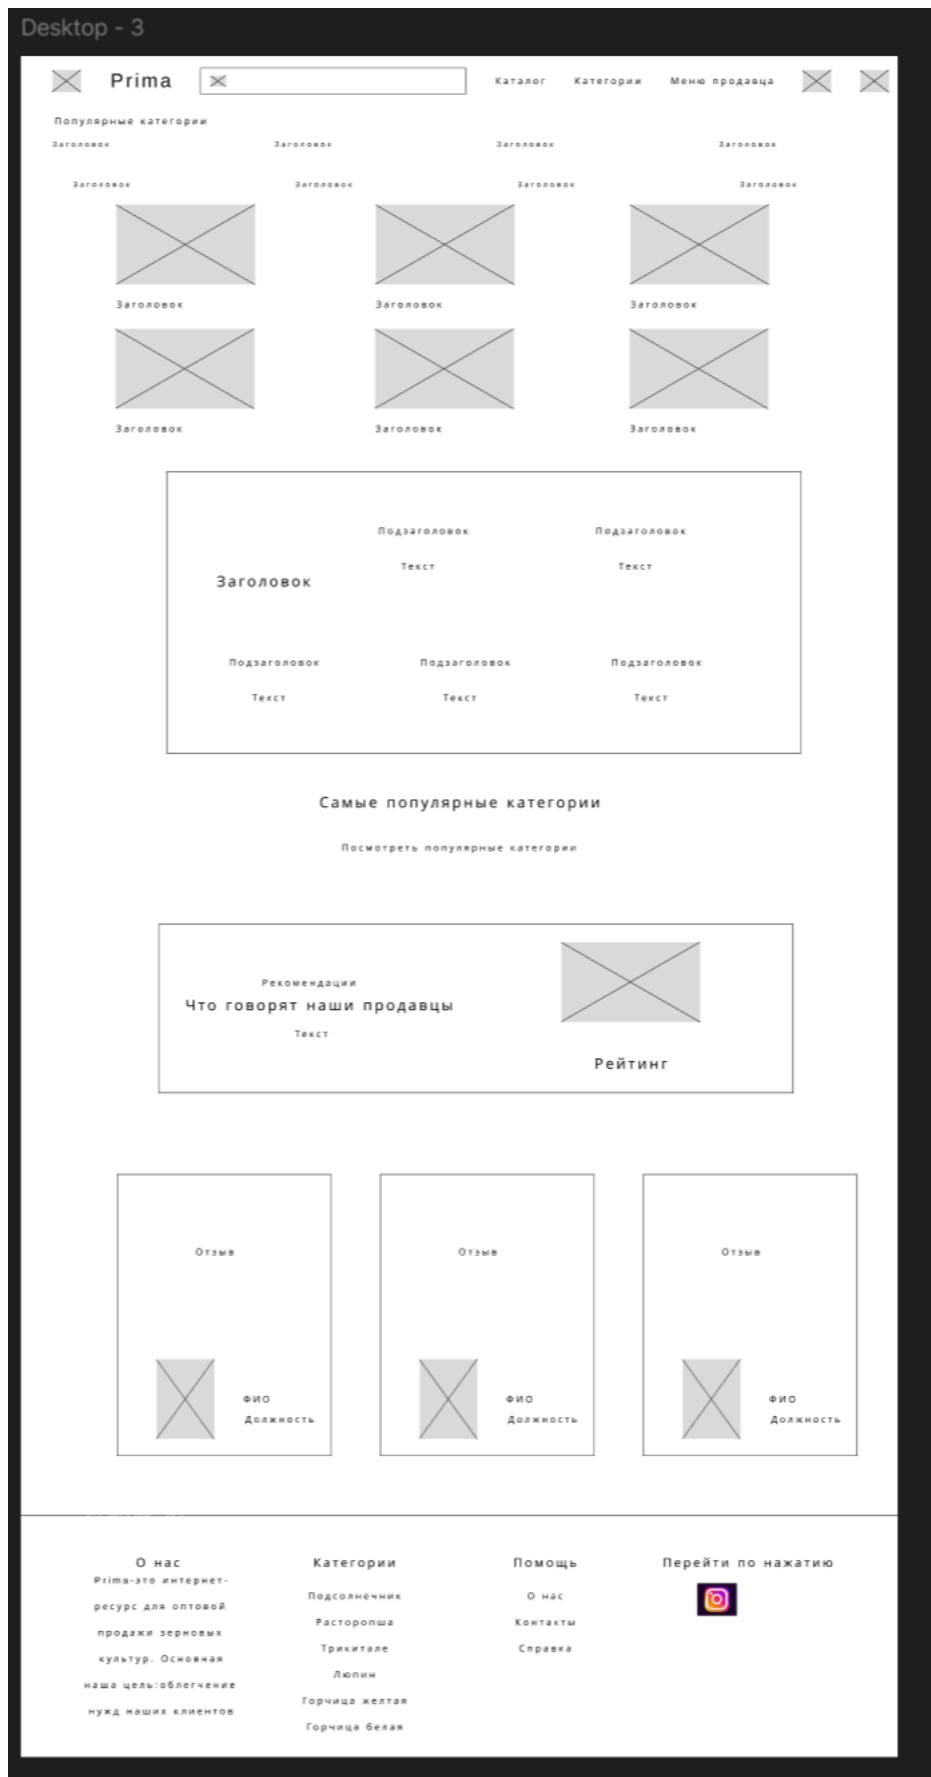 Desktop - 3
Prima
Каталог
Категории
Меню продавца
Популярные категории
Заголовок Заголовок Заголовок Заголовок
Заголовок Заголовок Заголовок Заголовок
Заголовок Заголовок Заголовок
Заголовок Заголовок Заголовок
Подзаголовок Подзаголовок
Текст Текст
Заголовок
Подзаголовок Подзаголовок Подзаголовок
Текст Текст Текст
Самые популярные категории
Посмотреть популярные категории
Рекомендации
Что говорят наши продавцы
Текст
Рейтинг
Отзыв Отзыв Отзыв
ФИО ФИО ФИО
Должность Должность Должность
О нас
Prima-это интернет-
ресурс для оптовой
продажи зерновых
культур. Основная
наша цель:облегчение
нужд наших клиентов
Категории
Подсолнечник
Расторопша
Трикитале
Люпин
Горчица желтая
Горчица белая
Помощь
О нас
Контакты
Справка
Перейти по нажатию